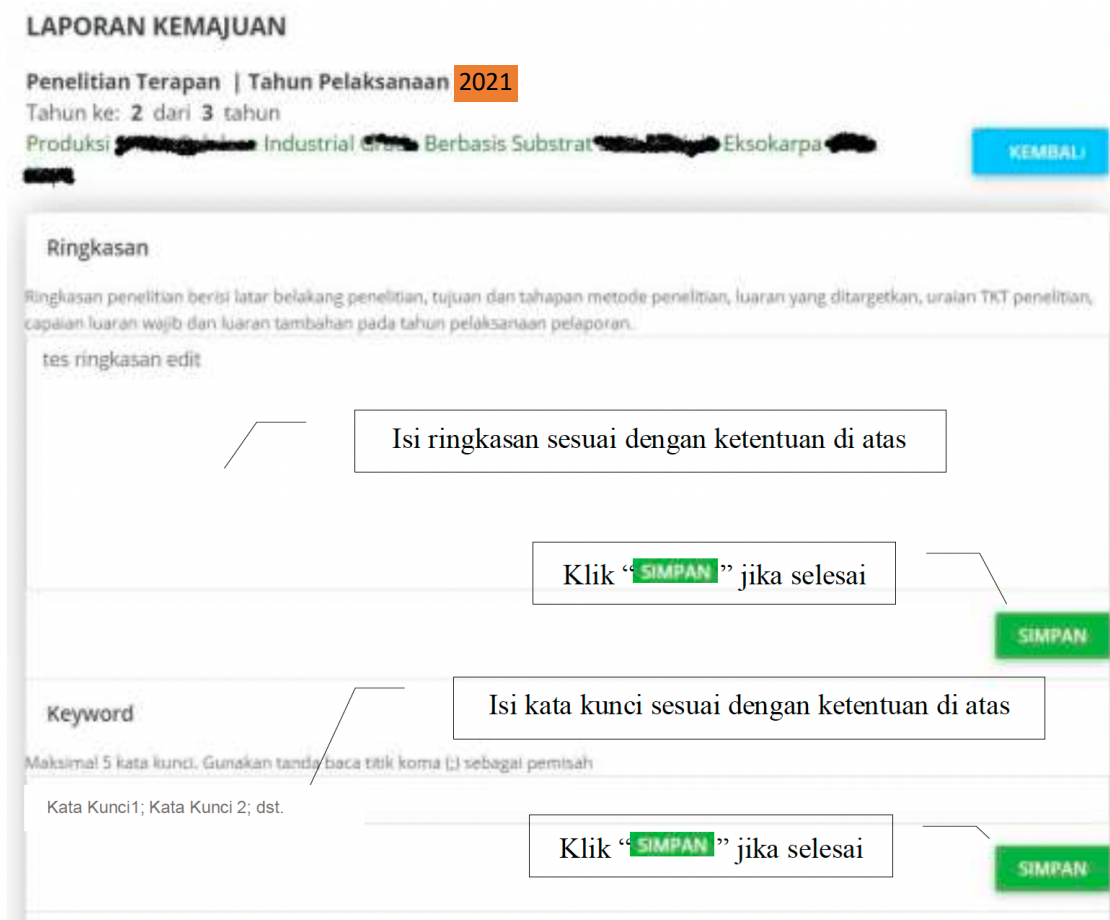 LAPORAN KEMAJUAN
Penelitian Terapan | Tahun Pelaksanaan 2021
Tahun ke: 2 dari 3 tahun
Produksi Industrial Berbasis Substrat Eksokarpa
KEMBALI
Ringkasan
Ringkasan penelitian berisi latar belakang penelitian, tujuan dan tahapan metode penelitian, luaran yang ditargetkan, uraian TKT penelitian,
capaian luaran wajib dan luaran tambahan pada tahun pelaksanaan pelaporan.
tes ringkasan edit
Isi ringkasan sesuai dengan ketentuan di atas
Klik “SIMPAN” jika selesai
SIMPAN
Keyword
Isi kata kunci sesuai dengan ketentuan di atas
Maksimal 5 kata kunci. Gunakan tanda baca titik koma (;) sebagai pemisah
Kata Kunci1; Kata Kunci 2; dst.
Klik “SIMPAN” jika selesai
SIMPAN